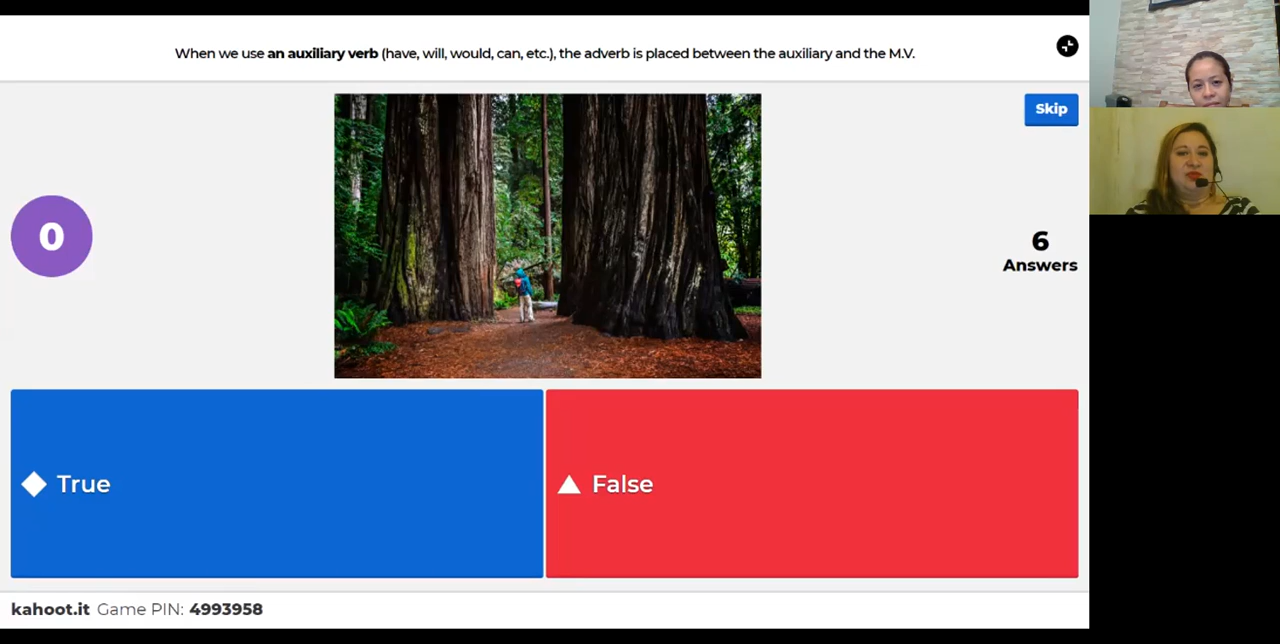 When we use an auxiliary verb (have, will, would, can, etc.), the adverb is placed between the auxiliary and the M.V.
Skip
0
6
Answers
True
False
kahoot.it Game PIN: 4993958